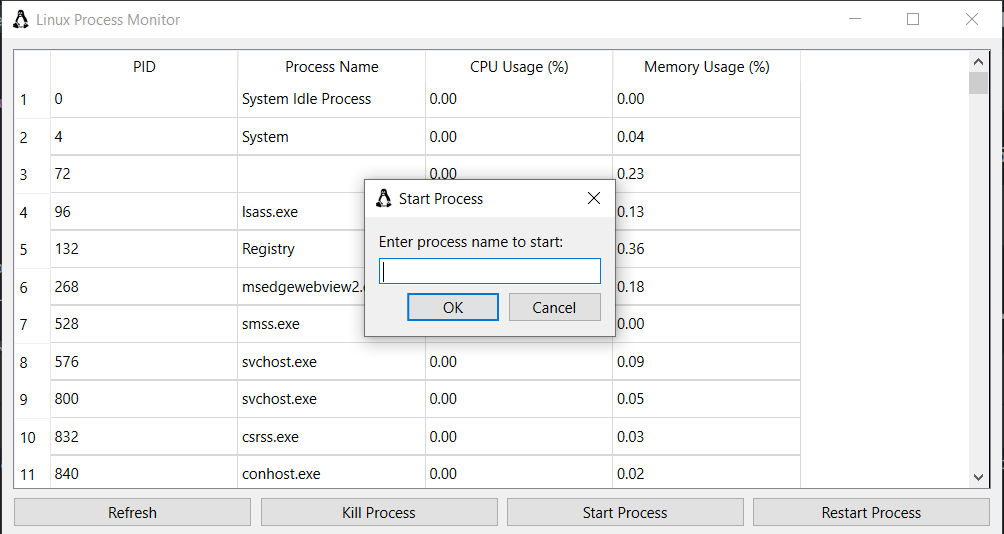 Linux Process Monitor
PID Process Name CPU Usage (%) Memory Usage (%)
1 0 System Idle Process 0.00 0.00
2 4 System 0.00 0.04
3 72 0.00 0.23
4 96 lsass.exe 0.13
5 132 Registry 0.36
6 268 msedgewebview2. 0.18
7 528 smss.exe 0.00
8 576 svchost.exe 0.00 0.09
9 800 svchost.exe 0.00 0.05
10 832 csrss.exe 0.00 0.03
11 840 conhost.exe 0.00 0.02
Start Process
Enter process name to start:
OK Cancel
Refresh Kill Process Start Process Restart Process